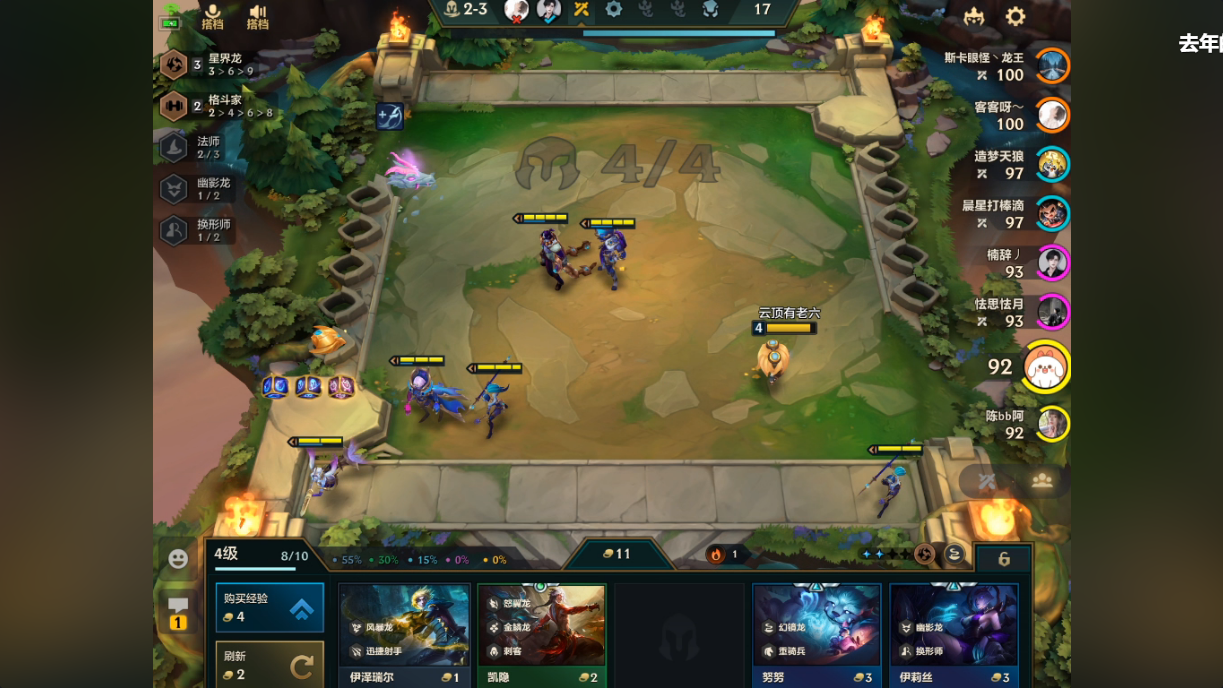 搭档
搭档
2-3
17
去年
3
星界龙
3 > 6 > 9
2
格斗家
2 > 4 > 6 > 8
法师
2 / 3
幽影龙
1 / 2
换形师
1 / 2
4/4
斯卡眼怪丶龙王
100
客客呀～
100
造梦天狼
97
晨星打棒滴
97
楠辞丿
93
怯思怯月
93
92
陈bb阿
92
云顶有老六
4
4级
8/10
55%
30%
15%
0%
0%
11
1
6
购买经验
4
刷新
2
1
风暴龙
迅捷射手
伊泽瑞尔
1
怒翼龙
金鳞龙
刺客
凯隐
2
幻镜龙
重骑兵
努努
3
幽影龙
换形师
伊莉丝
3